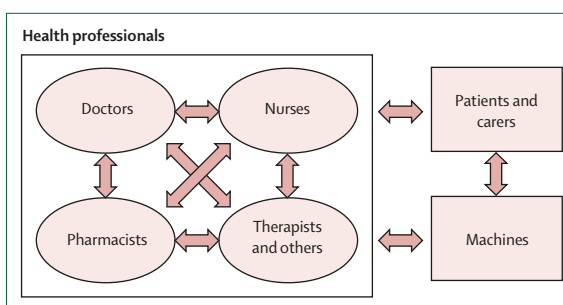 Health professionals
Doctors
Nurses
Patients and
carers
Pharmacists
Therapists
and others
Machines